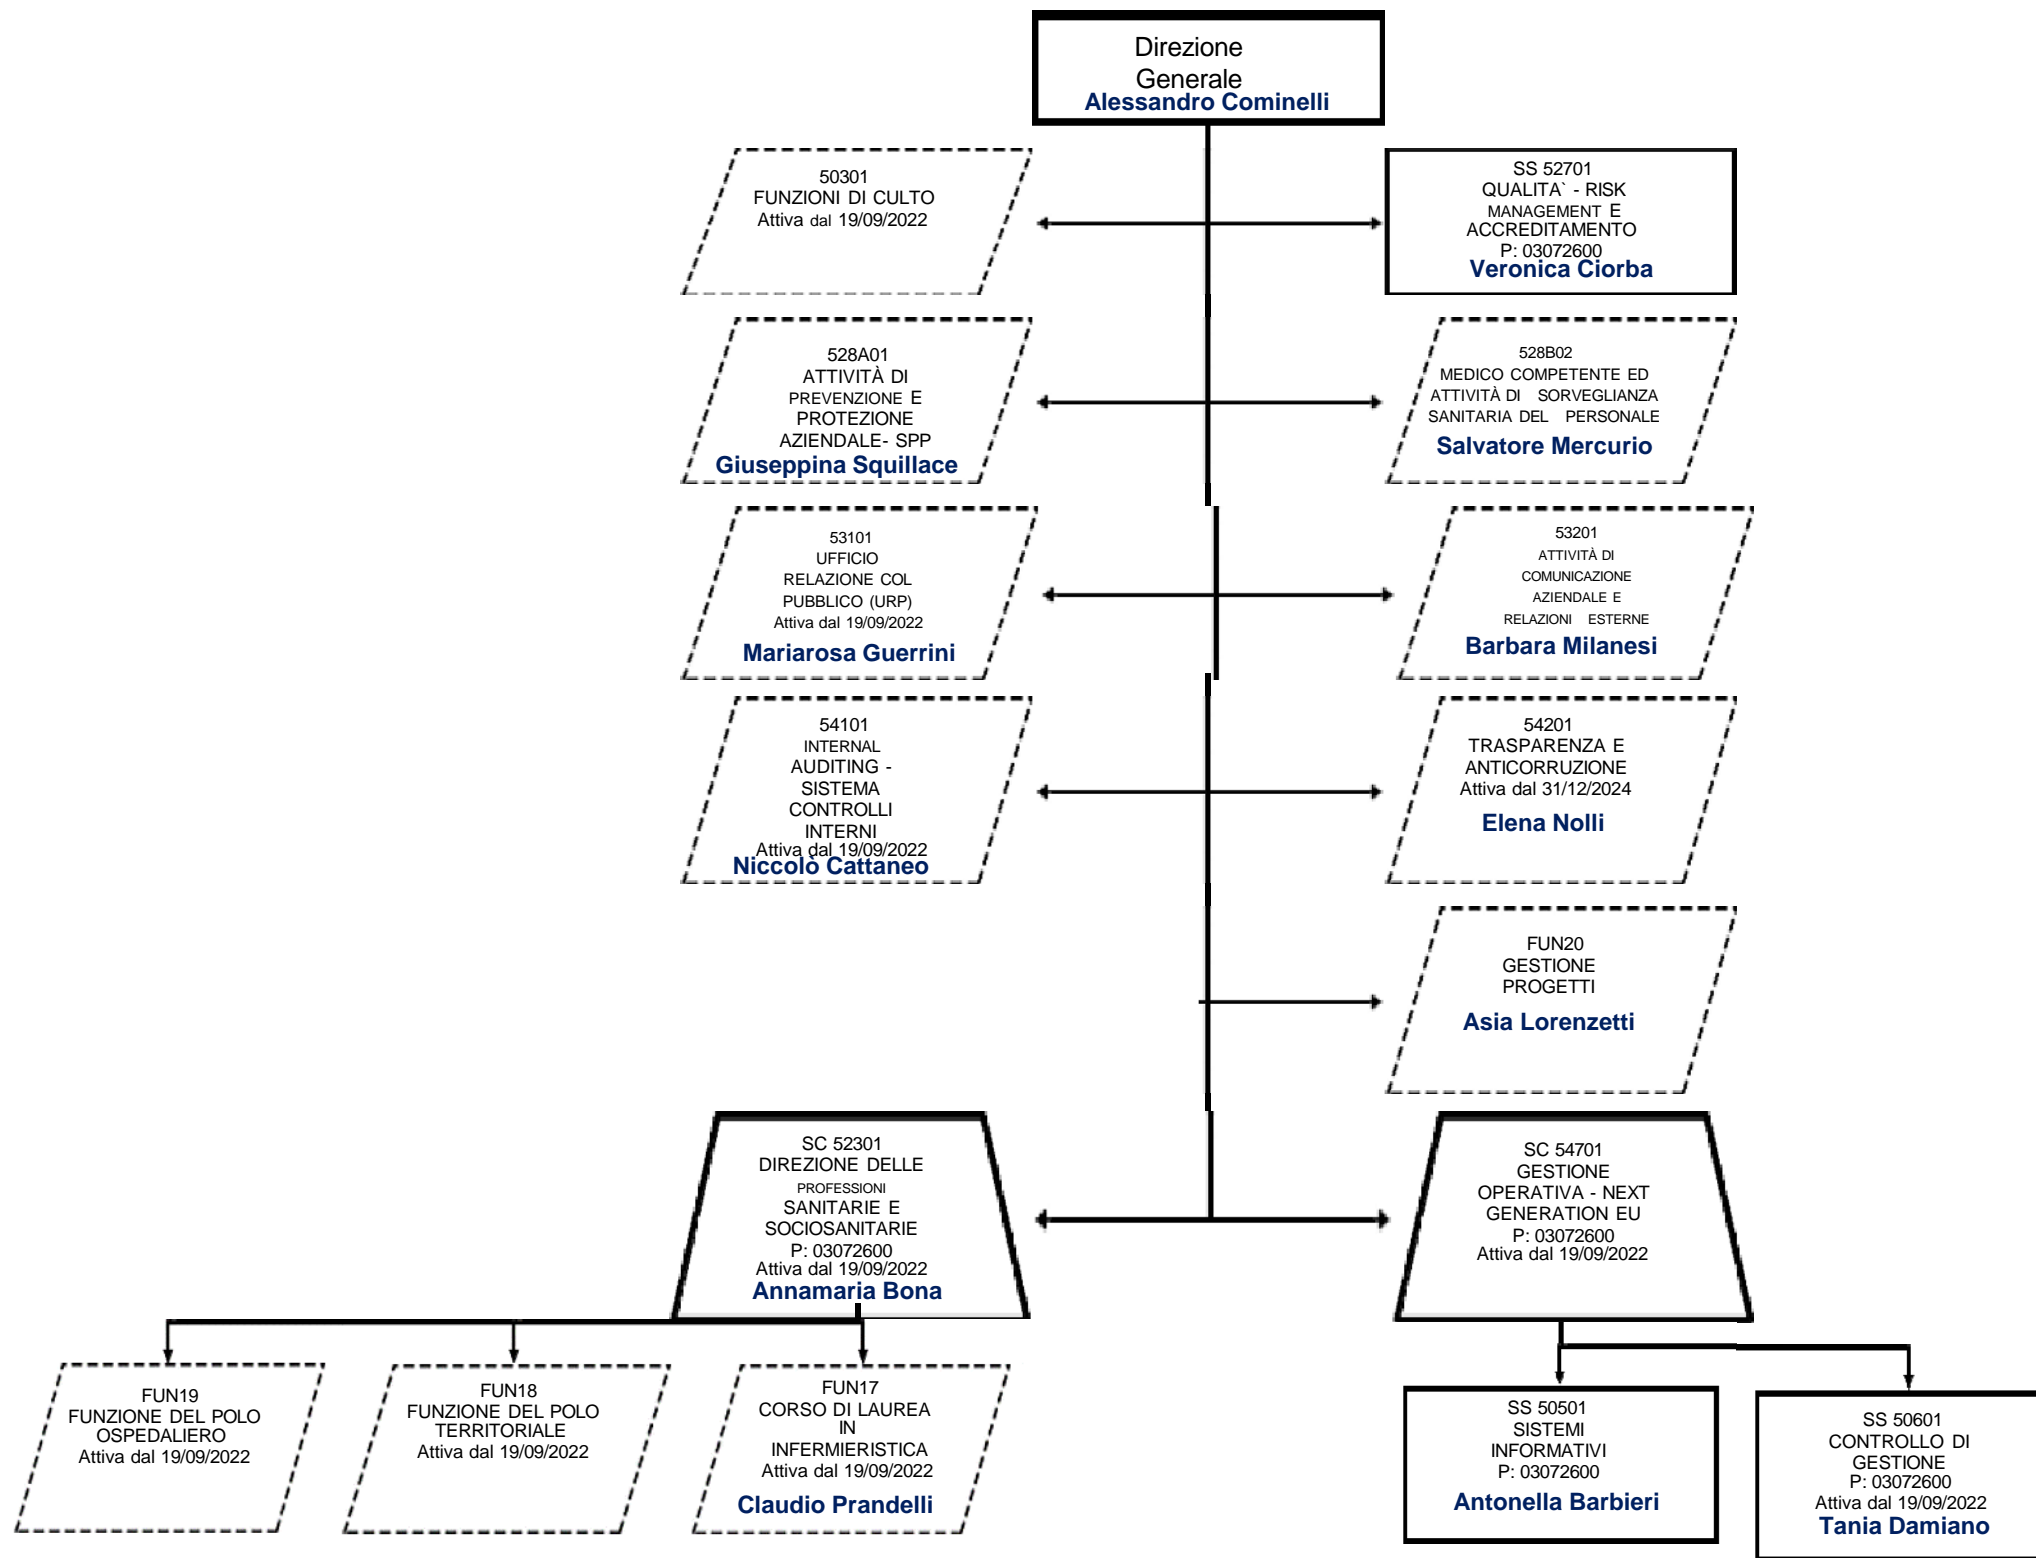 Direzione
Generale
Alessandro Cominelli
50301
FUNZIONI DI CULTO
Attiva dal 19/09/2022
SS 52701
QUALITA` - RISK
MANAGEMENT E
ACCREDITAMENTO
P: 03072600
Veronica Ciorba
528A01
ATTIVITÀ DI
PREVENZIONE E
PROTEZIONE
AZIENDALE- SPP
Giuseppina Squillace
528B02
MEDICO COMPETENTE ED
ATTIVITÀ DI SORVEGLIANZA
SANITARIA DEL PERSONALE
Salvatore Mercurio
53101
UFFICIO
RELAZIONE COL
PUBBLICO (URP)
Attiva dal 19/09/2022
Mariarosa Guerrini
53201
ATTIVITÀ DI
COMUNICAZIONE
AZIENDALE E
RELAZIONI ESTERNE
Barbara Milanesi
54101
INTERNAL
AUDITING -
SISTEMA
CONTROLLI
INTERNI
Attiva dal 19/09/2022
Niccolò Cattaneo
54201
TRASPARENZA E
ANTICORRUZIONE
Attiva dal 31/12/2024
Elena Nolli
FUN20
GESTIONE
PROGETTI
Asia Lorenzetti
SC 52301
DIREZIONE DELLE
PROFESSIONI
SANITARIE E
SOCIOSANITARIE
P: 03072600
Attiva dal 19/09/2022
Annamaria Bona
SC 54701
GESTIONE
OPERATIVA - NEXT
GENERATION EU
P: 03072600
Attiva dal 19/09/2022
FUN19
FUNZIONE DEL POLO
OSPEDALIERO
Attiva dal 19/09/2022
FUN18
FUNZIONE DEL POLO
TERRITORIALE
Attiva dal 19/09/2022
FUN17
CORSO DI LAUREA
IN
INFERMIERISTICA
Attiva dal 19/09/2022
Claudio Prandelli
SS 50501
SISTEMI
INFORMATIVI
P: 03072600
Antonella Barbieri
SS 50601
CONTROLLO DI
GESTIONE
P: 03072600
Attiva dal 19/09/2022
Tania Damiano